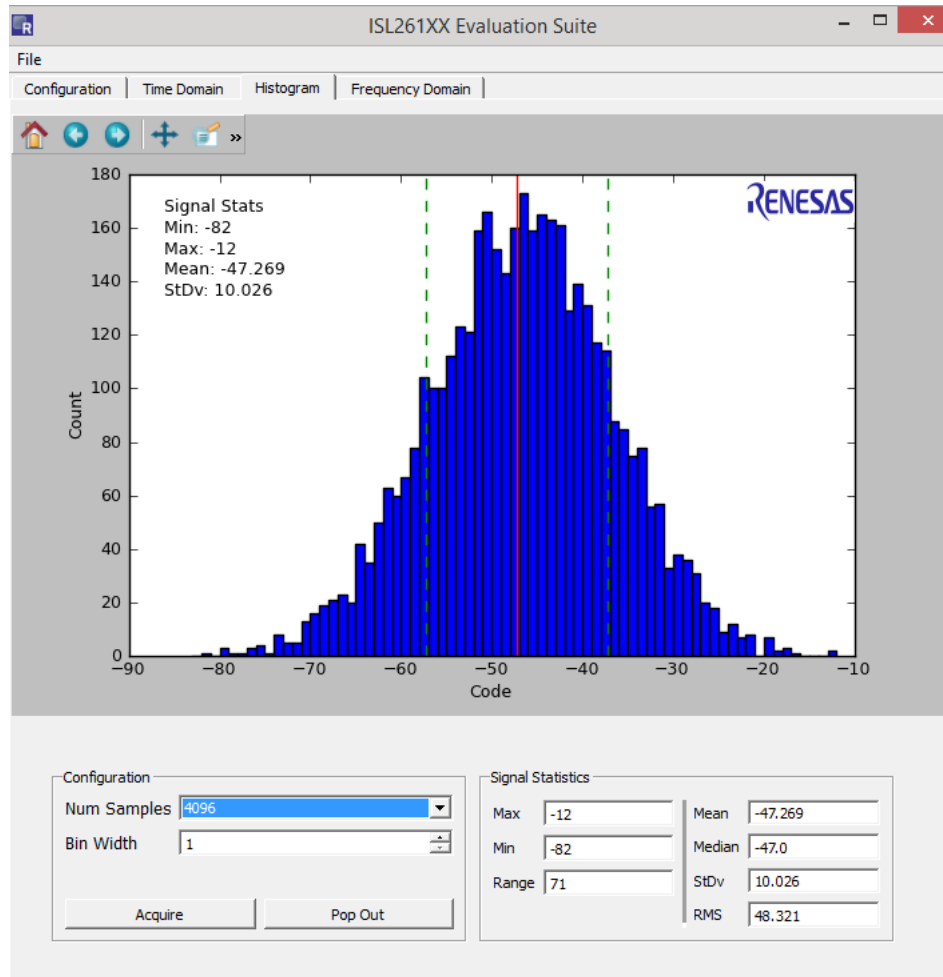 R
ISL261XX Evaluation Suite
File
Configuration Time Domain Histogram Frequency Domain
»
180
160
140
120
100
80
60
40
20
0
Count
Signal Stats
Min: -82
Max: -12
Mean: -47.269
StDv: 10.026
RENESAS
−90 −80 −70 −60 −50 −40 −30 −20 −10
Code
Configuration
Num Samples 4096
Bin Width 1
Acquire Pop Out
Signal Statistics
Max -12
Min -82
Range 71
Mean -47.269
Median -47.0
StDv 10.026
RMS 48.321